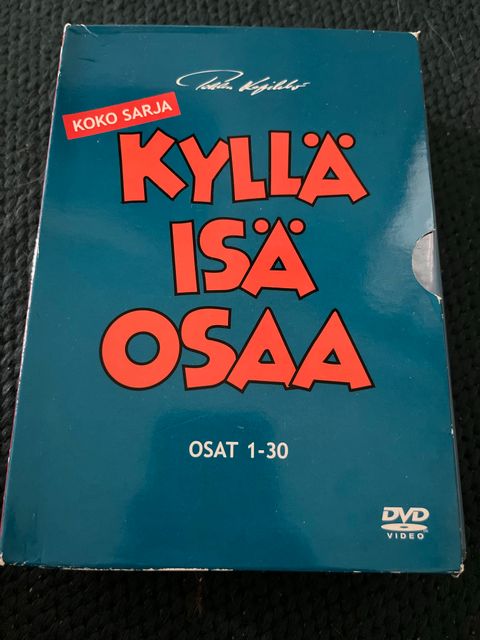 KOKO SARJA
KYLLÄ
ISÄ
OSAA
OSAT 1-30
DVD
VIDEO